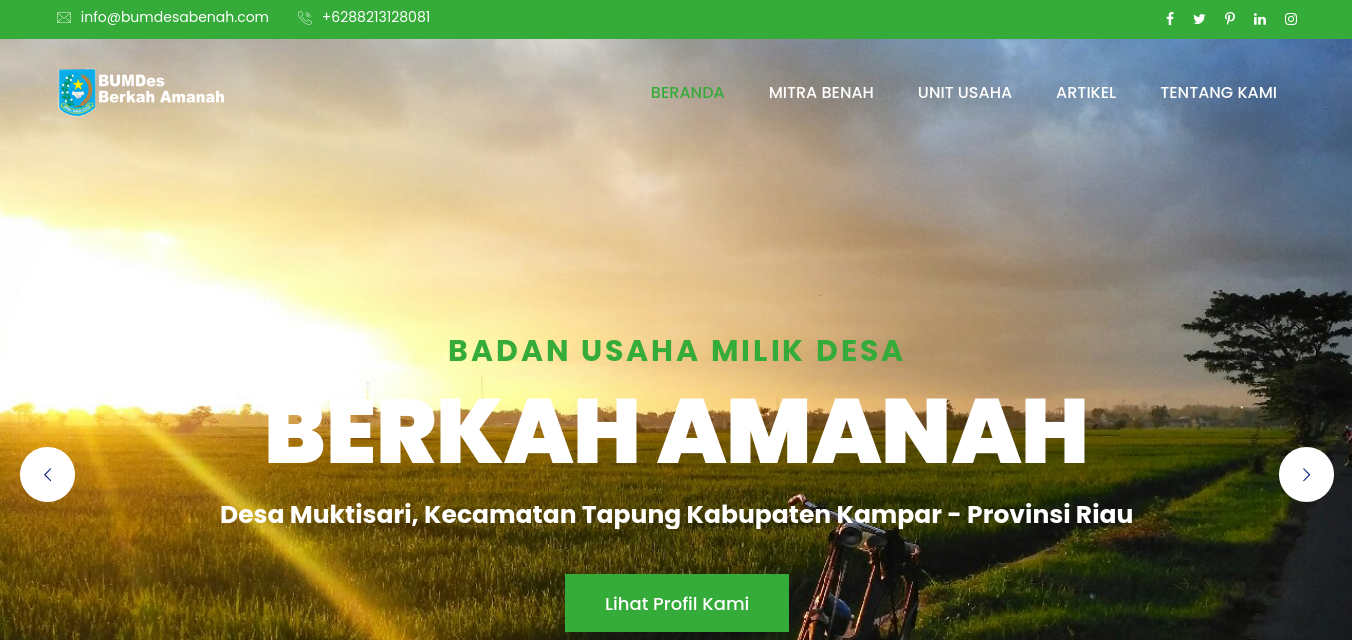 info@bumdesabenah.com
+6288213128081
BUMDes
Berkah Amanah
BERANDA
MITRA BENAH
UNIT USAHA
ARTIKEL
TENTANG KAMI
BADAN USAHA MILIK DESA
BERKAH AMANAH
Desa Muktisari, Kecamatan Tapung Kabupaten Kampar - Provinsi Riau
Lihat Profil Kami